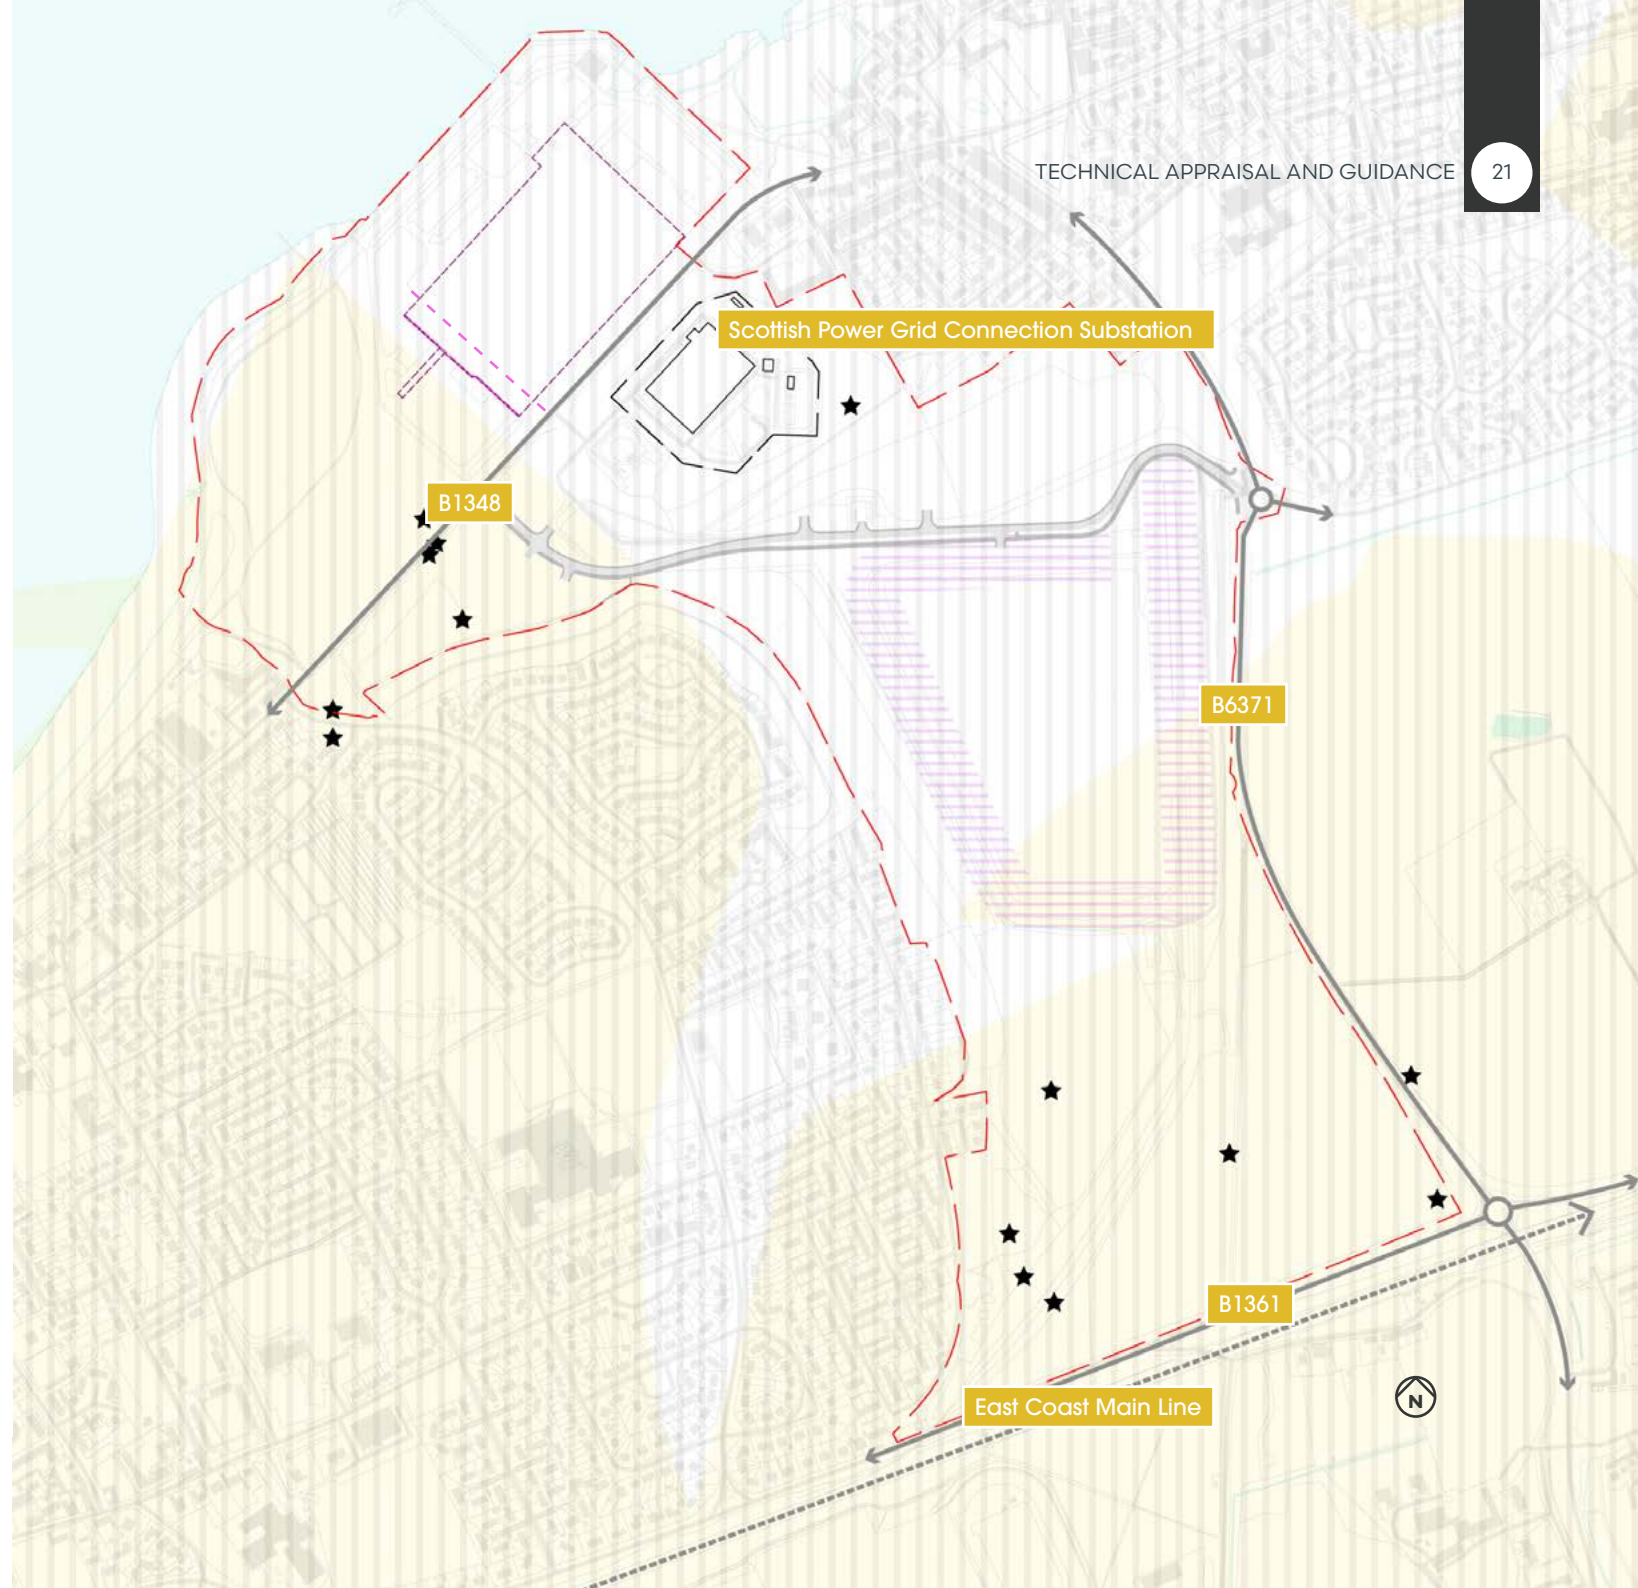 TECHNICAL APPRAISAL AND GUIDANCE 21
Scottish Power Grid Connection Substation
B1348
B6371
B1361
East Coast Main Line
N